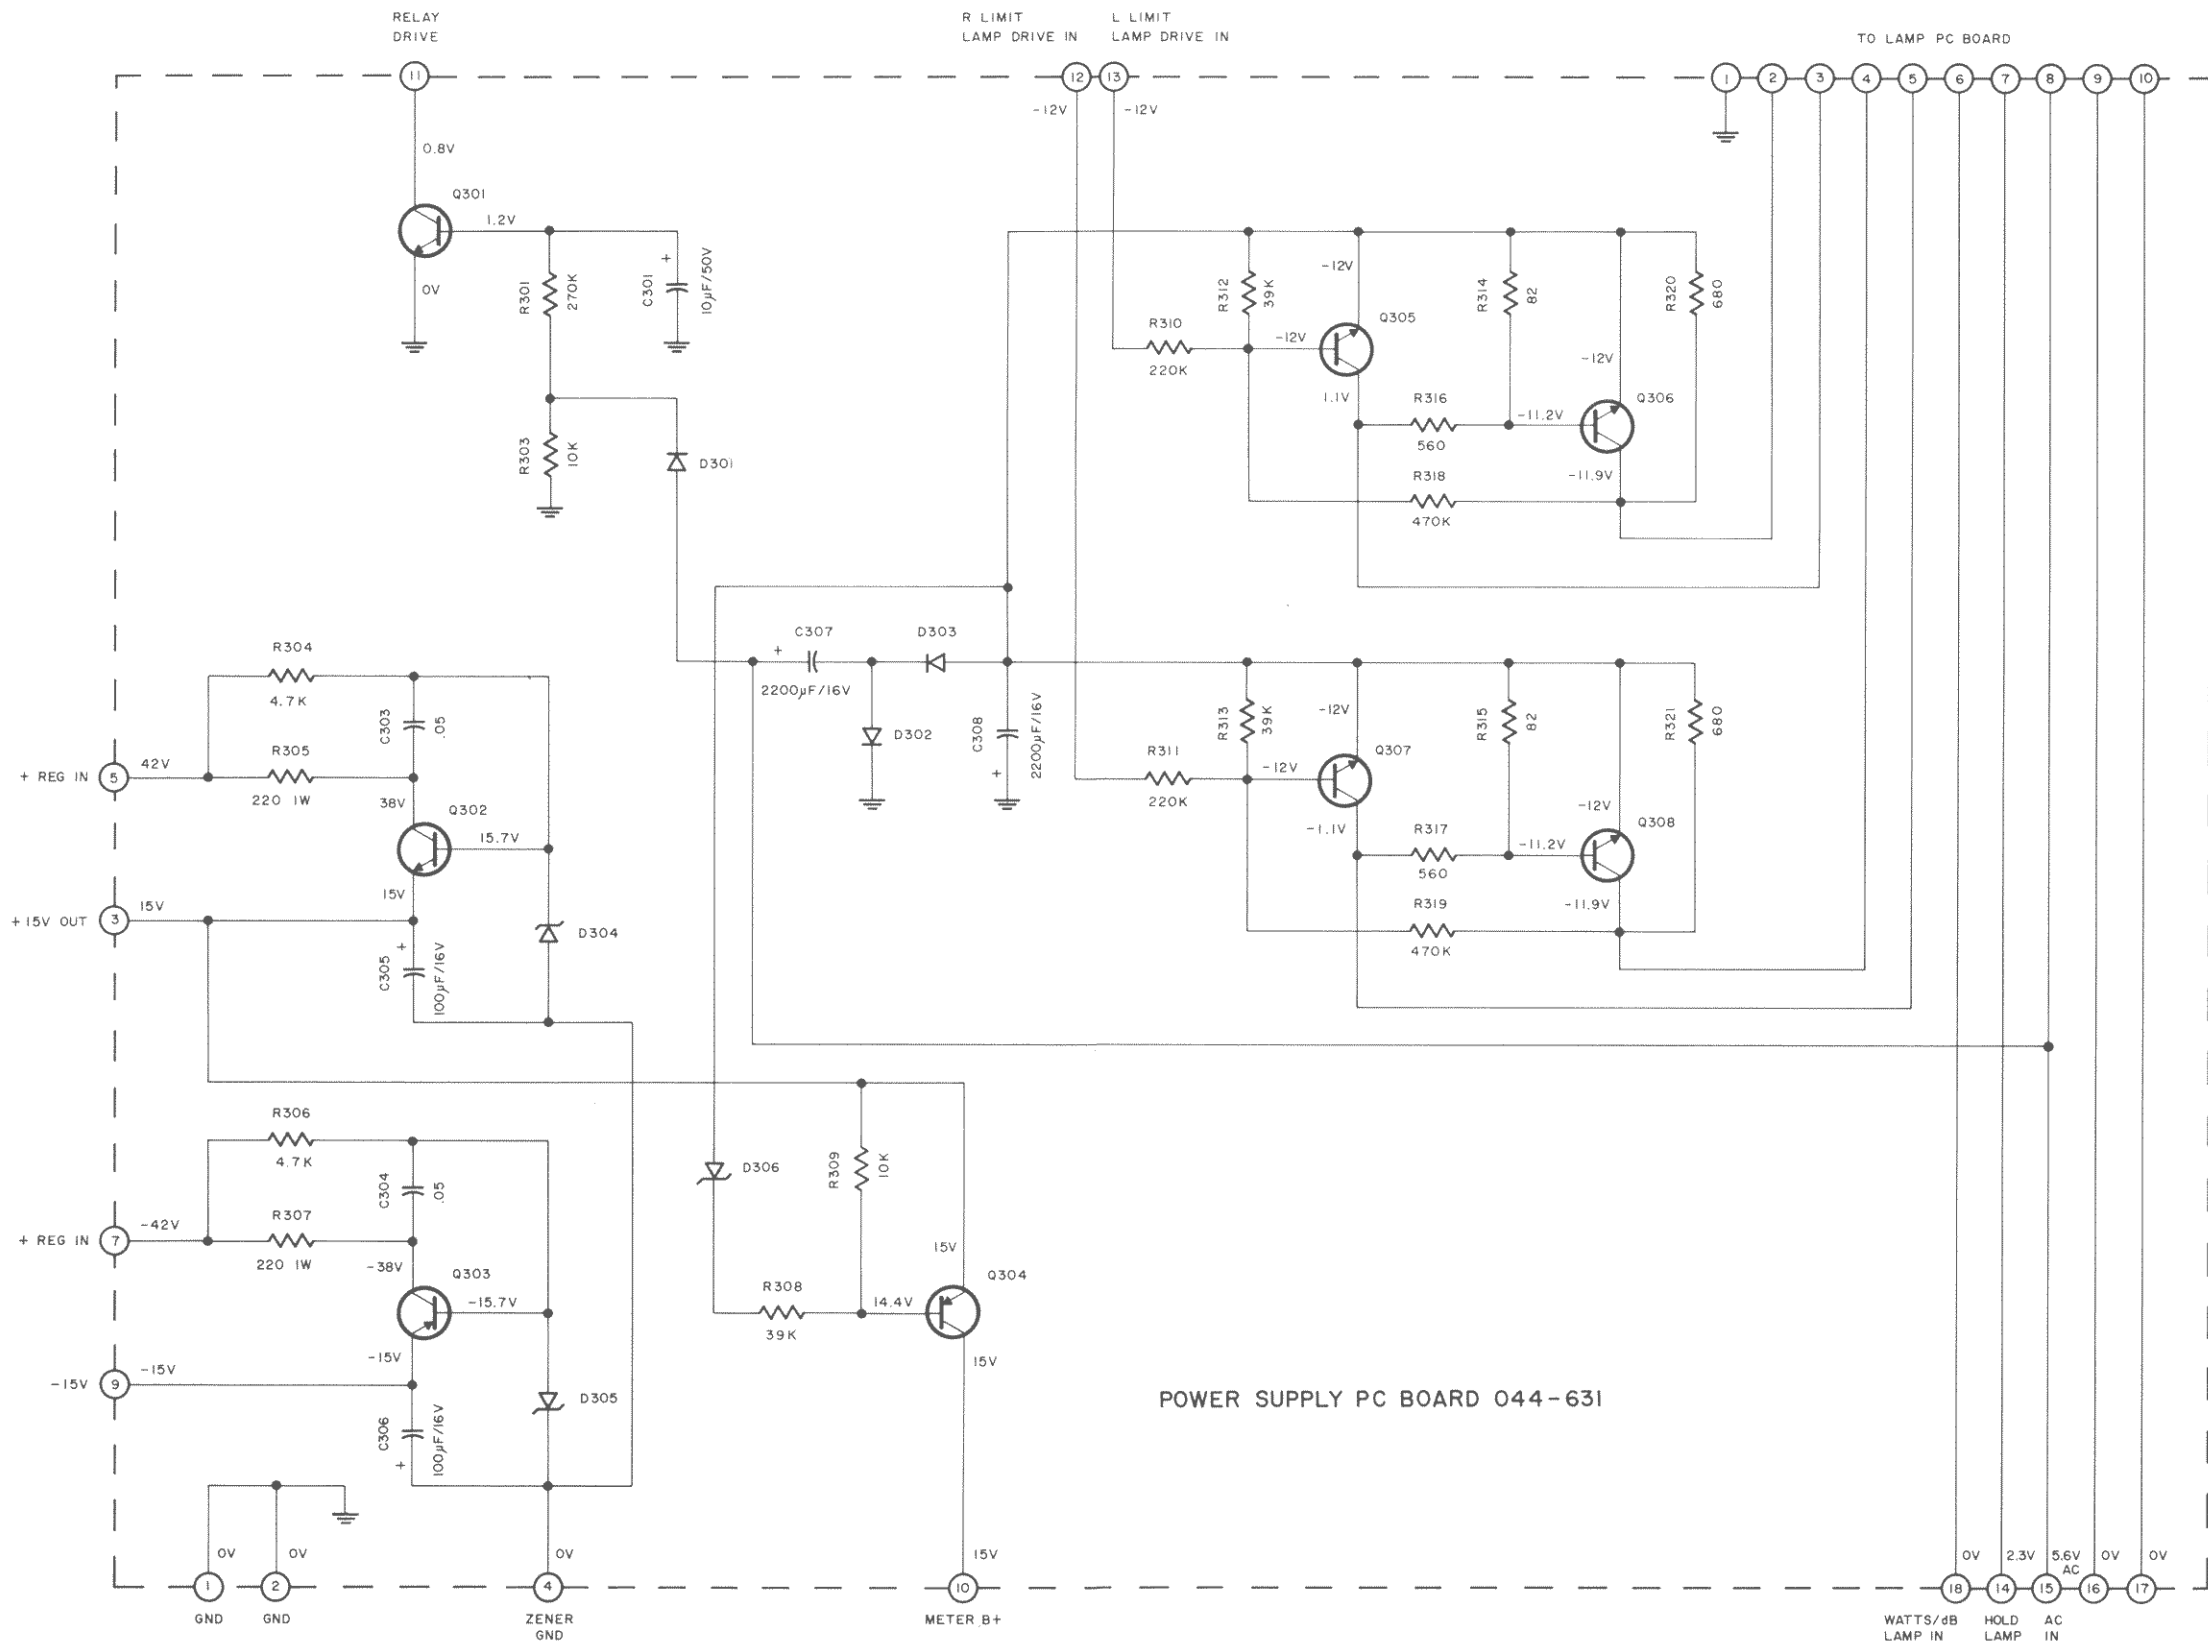 RELAY
DRIVE
R LIMIT
LAMP DRIVE IN
L LIMIT
LAMP DRIVE IN
TO LAMP PC BOARD
11
12
13
1
2
3
4
5
6
7
8
9
10
-12V
-12V
0.8V
Q301
1.2V
0V
R301
270K
+
C301
10µF/50V
R303
10K
D301
R312
39K
-12V
Q305
R310
-12V
220K
1.1V
R314
82
R320
680
-12V
Q306
R316
-11.2V
560
-11.9V
R318
470K
R304
4.7K
C303
.05
R305
220 1W
+ REG IN
5
42V
38V
Q302
15.7V
15V
+15V OUT
3
15V
D304
+
C305
100µF/16V
C307
+
2200µF/16V
D303
D302
C308
2200µF/16V
+
R313
39K
-12V
Q307
R311
-12V
220K
-1.1V
R315
82
R321
680
-12V
Q308
R317
-11.2V
560
-11.9V
R319
470K
R306
4.7K
C304
.05
R307
220 1W
+ REG IN
7
-42V
-38V
Q303
-15.7V
-15V
-15V
9
-15V
D305
C306
100µF/16V
+
D306
R309
10K
R308
39K
14.4V
15V
Q304
15V
POWER SUPPLY PC BOARD 044-631
0V
0V
0V
15V
0V
2.3V
5.6V
AC
0V
0V
1
2
4
10
18
14
15
16
17
GND
GND
ZENER
GND
METER B+
WATTS/dB
LAMP IN
HOLD
LAMP
AC
IN